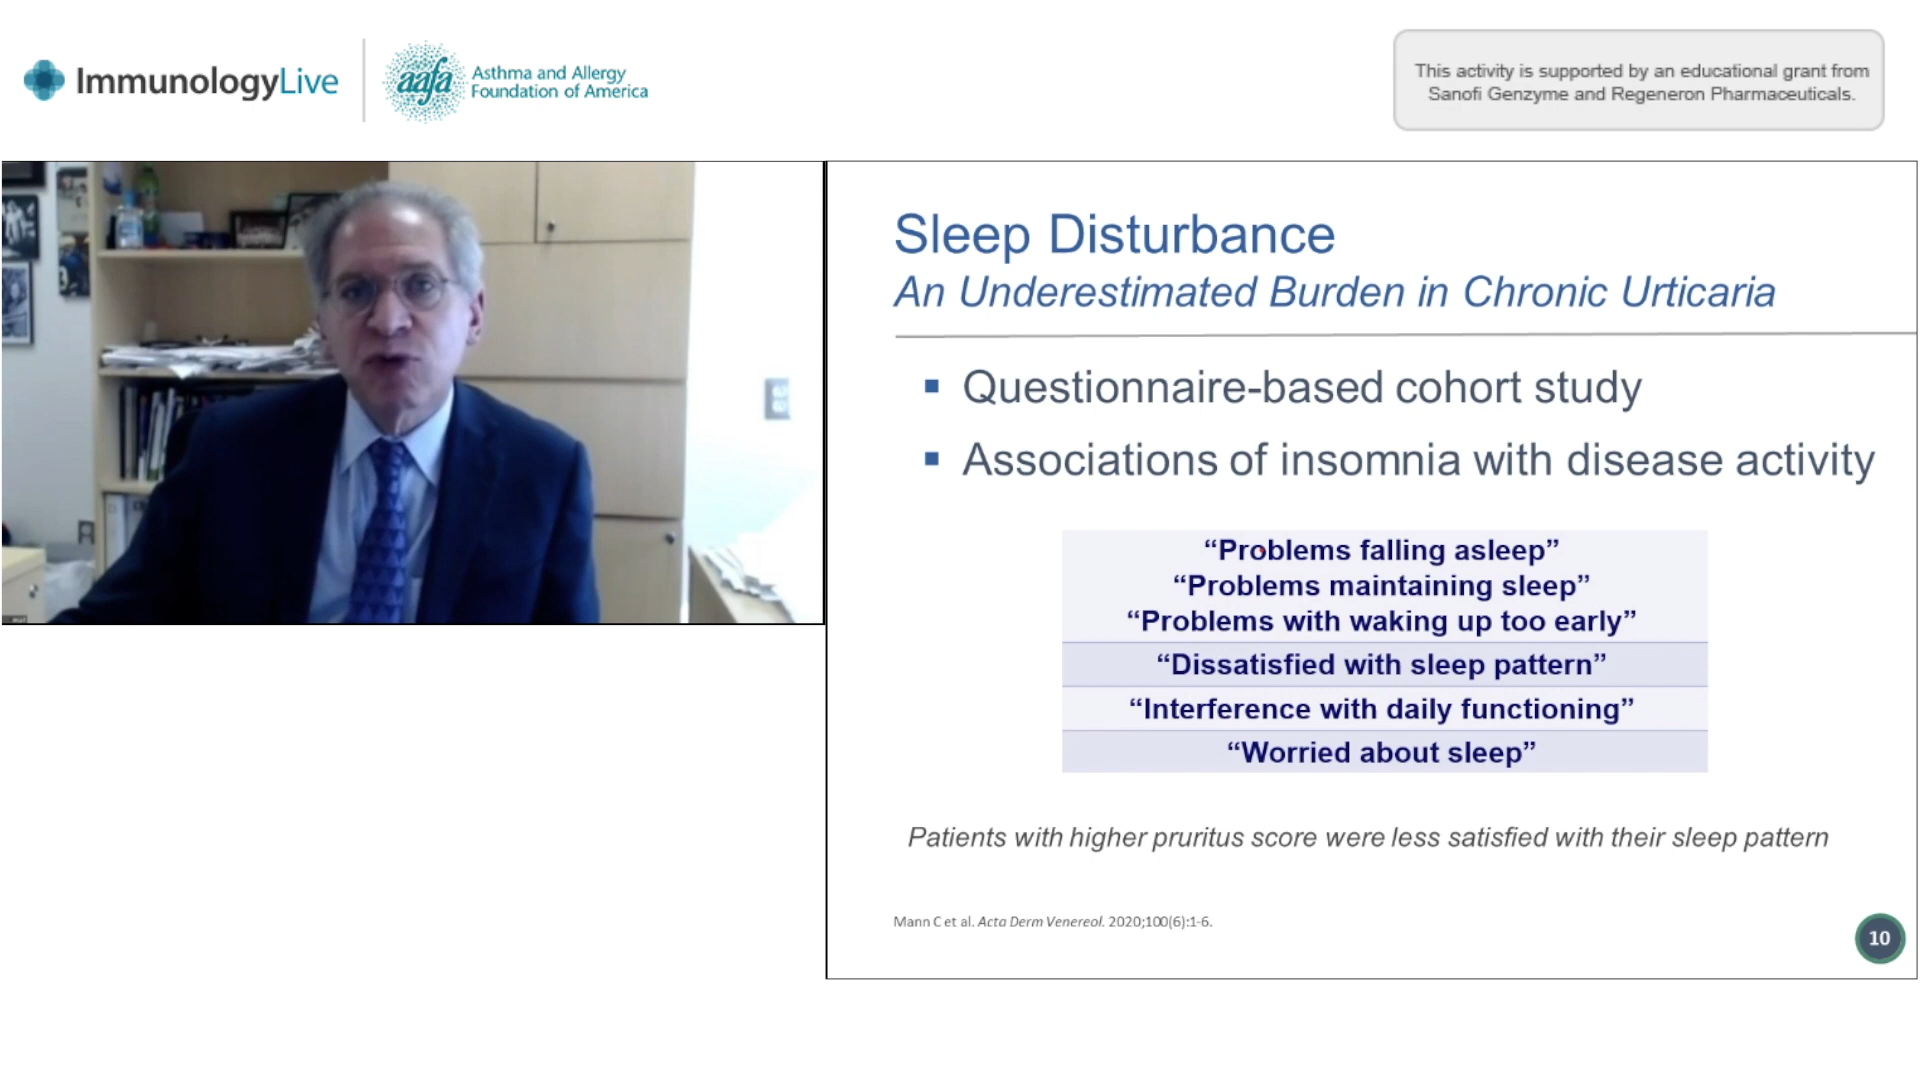 ImmunologyLive
aafa
Asthma and Allergy
Foundation of America
This activity is supported by an educational grant from
Sanofi Genzyme and Regeneron Pharmaceuticals.
Sleep Disturbance
An Underestimated Burden in Chronic Urticaria
▪ Questionnaire-based cohort study
▪ Associations of insomnia with disease activity
“Problems falling asleep”
“Problems maintaining sleep”
“Problems with waking up too early”
“Dissatisfied with sleep pattern”
“Interference with daily functioning”
“Worried about sleep”
Patients with higher pruritus score were less satisfied with their sleep pattern
Mann C et al. Acta Derm Venereol. 2020;100(6):1-6.
10